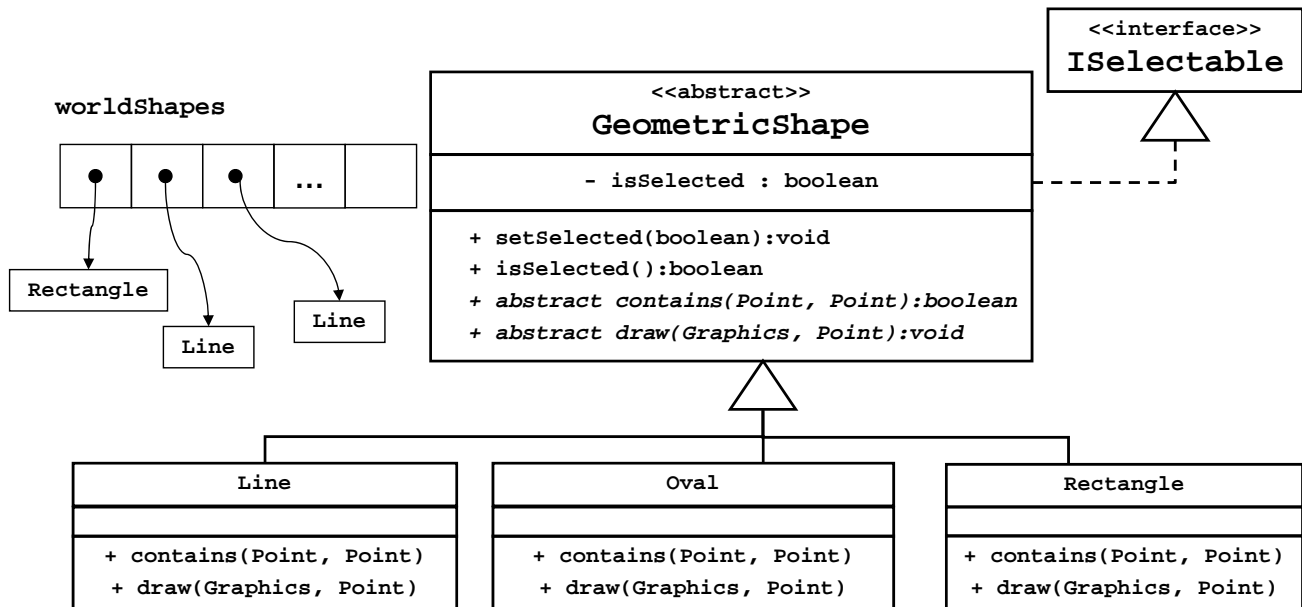 <<interface>>
ISelectable
<<abstract>>
GeometricShape
- isSelected : boolean
+ setSelected(boolean):void
+ isSelected():boolean
+ abstract contains(Point, Point):boolean
+ abstract draw(Graphics, Point):void
worldShapes
...
Rectangle
Line
Line
Line
+ contains(Point, Point)
+ draw(Graphics, Point)
Oval
+ contains(Point, Point)
+ draw(Graphics, Point)
Rectangle
+ contains(Point, Point)
+ draw(Graphics, Point)